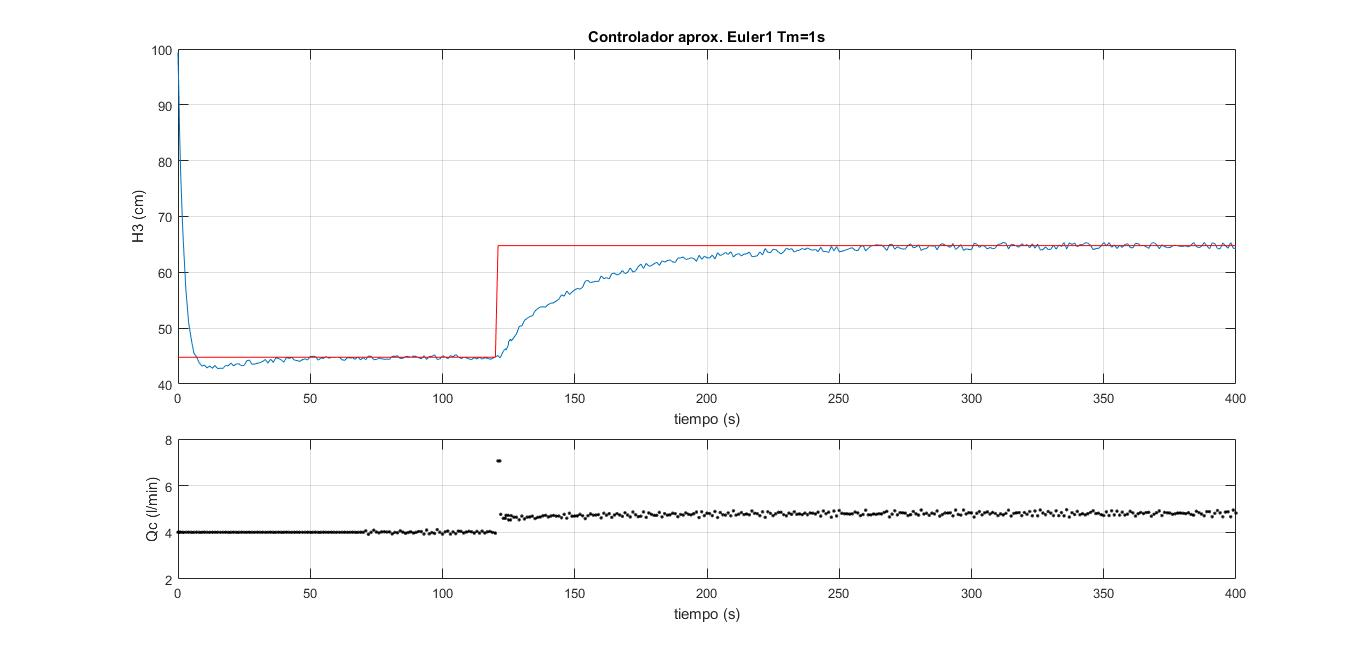 Controlador aprox. Euler1 Tm=1s
100
90
80
70
60
50
40
H3 (cm)
0 50 100 150 200 250 300 350 400
tiempo (s)
8
6
4
2
Qc (l/min)
0 50 100 150 200 250 300 350 400
tiempo (s)